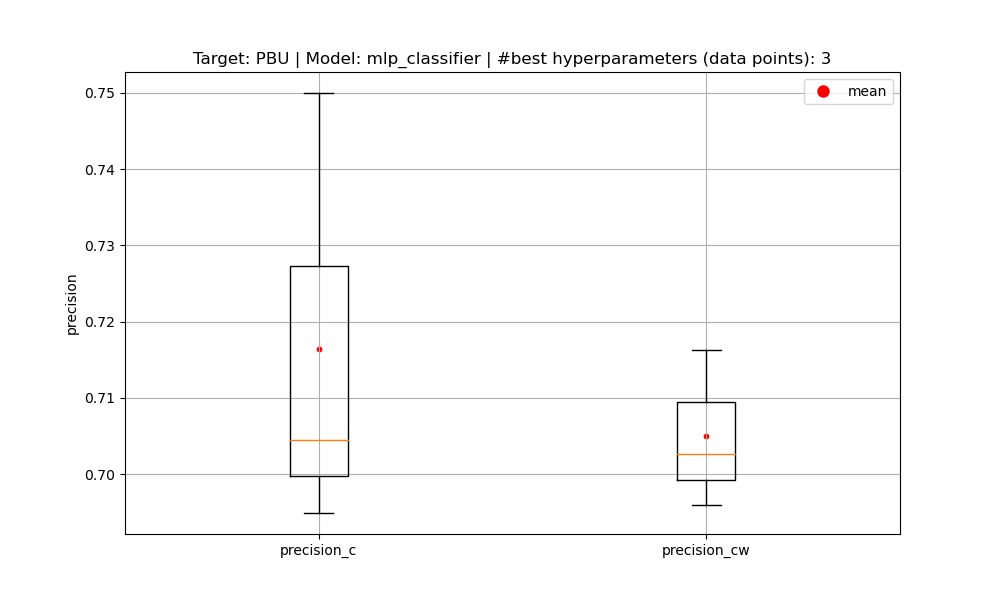 Target: PBU | Model: mlp_classifier | #best hyperparameters (data points): 3
mean
0.75
0.74
0.73
0.72
0.71
0.70
precision
precision_c
precision_cw